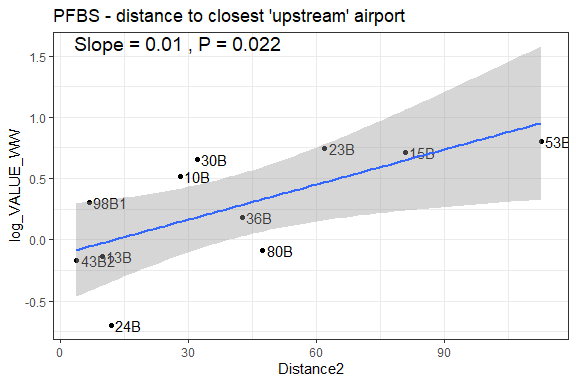 PFBS - distance to closest 'upstream' airport
Slope = 0.01 , P = 0.022
1.5
1.0
0.5
0.0
-0.5
log_VALUE_WW
30B
10B
98B1
23B
15B
53B
36B
80B
13B
43B2
24B
0
30
60
90
Distance2